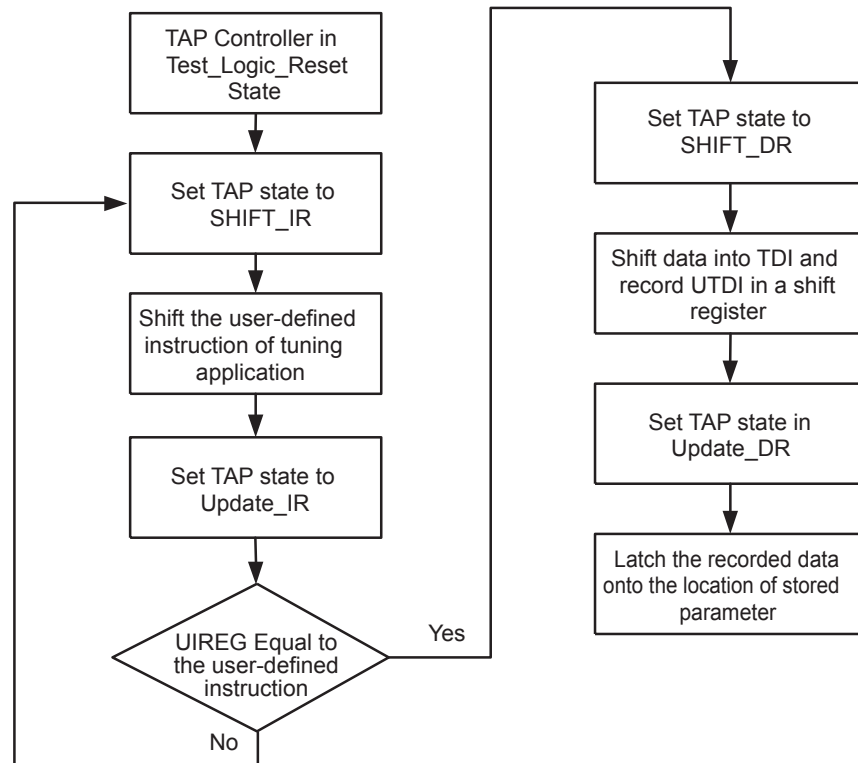 TAP Controller in
Test_Logic_Reset
State
Set TAP state to
SHIFT_IR
Shift the user-defined
instruction of tuning
application
Set TAP state to
Update_IR
UIREG Equal to
the user-defined
instruction
No
Yes
Set TAP state to
SHIFT_DR
Shift data into TDI and
record UTDI in a shift
register
Set TAP state in
Update_DR
Latch the recorded data
onto the location of stored
parameter